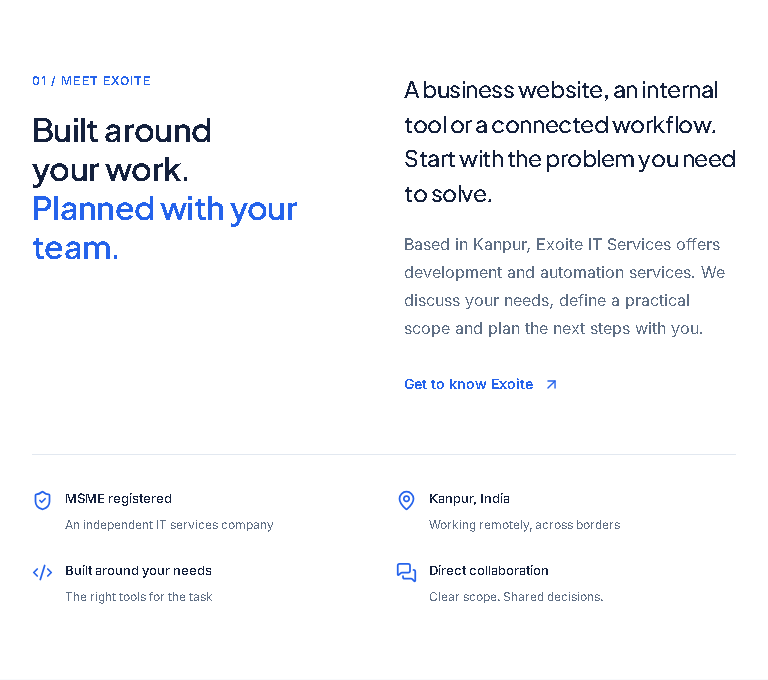 01 / MEET EXOITE
Built around
your work.
Planned with your
team.
A business website, an internal
tool or a connected workflow.
Start with the problem you need
to solve.
Based in Kanpur, Exoite IT Services offers
development and automation services. We
discuss your needs, define a practical
scope and plan the next steps with you.
Get to know Exoite
MSME registered
An independent IT services company
Kanpur, India
Working remotely, across borders
Built around your needs
The right tools for the task
Direct collaboration
Clear scope. Shared decisions.